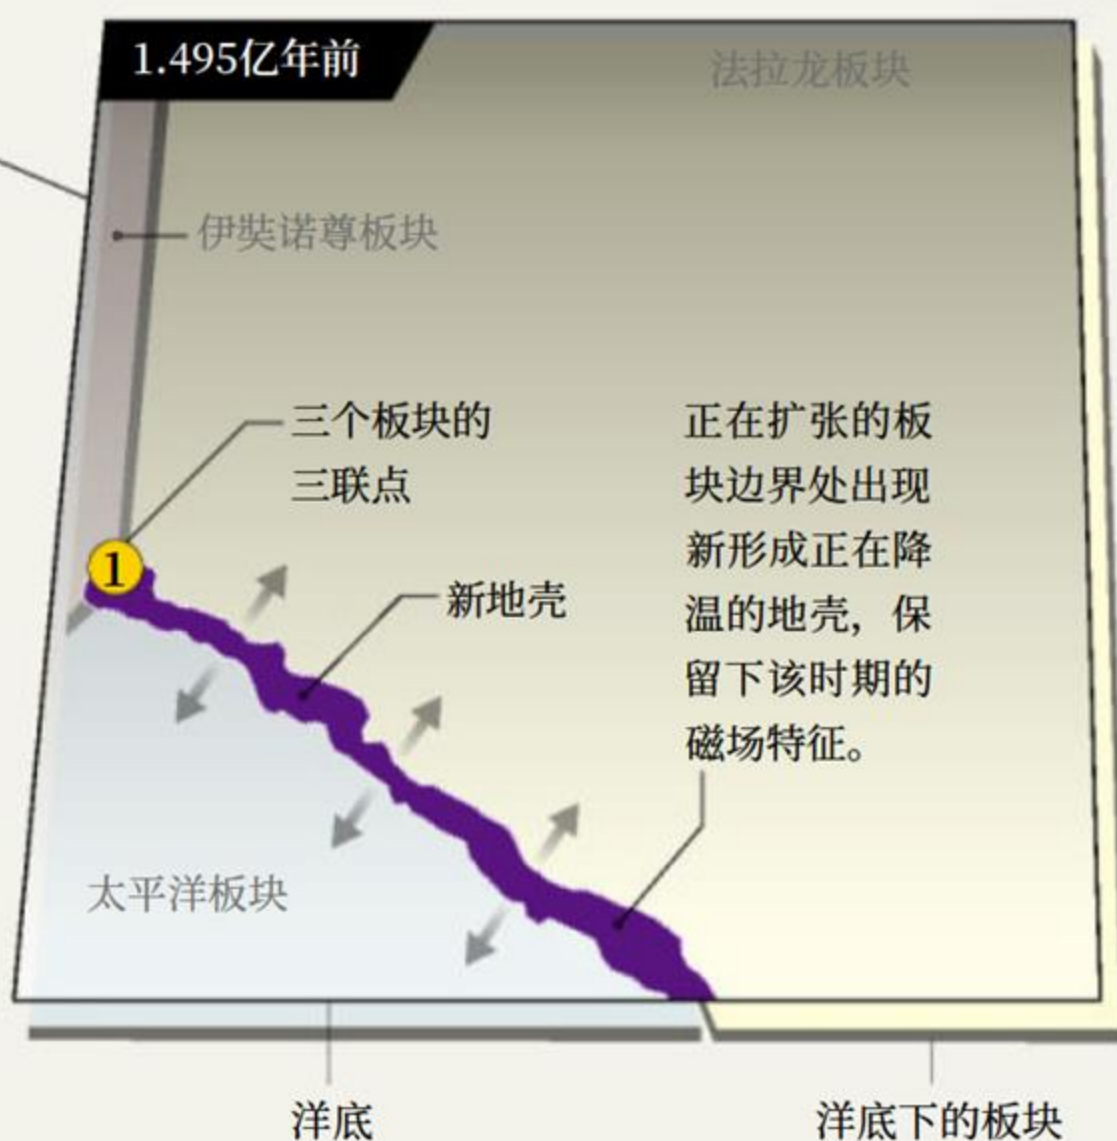 1.495亿年前
法拉龙板块
伊奘诺尊板块
三个板块的
三联点
正在扩张的板
块边界处出现
新形成正在降
温的地壳，保
留下该时期的
磁场特征。
1
新地壳
太平洋板块
洋底
洋底下的板块